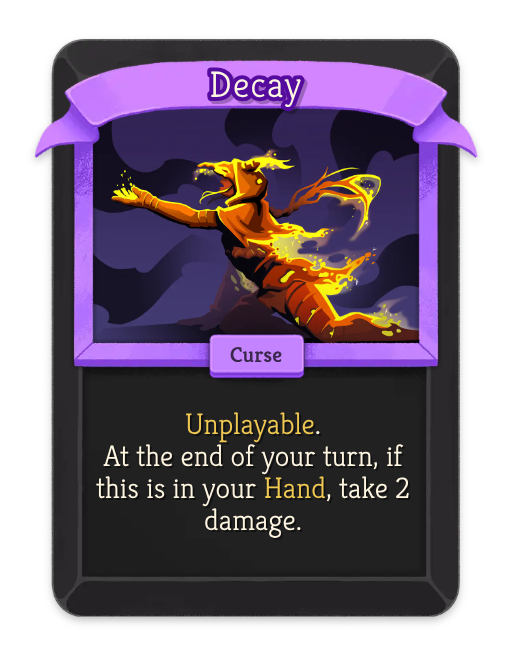 Decay
Curse
Unplayable.
At the end of your turn, if
this is in your Hand, take 2
damage.